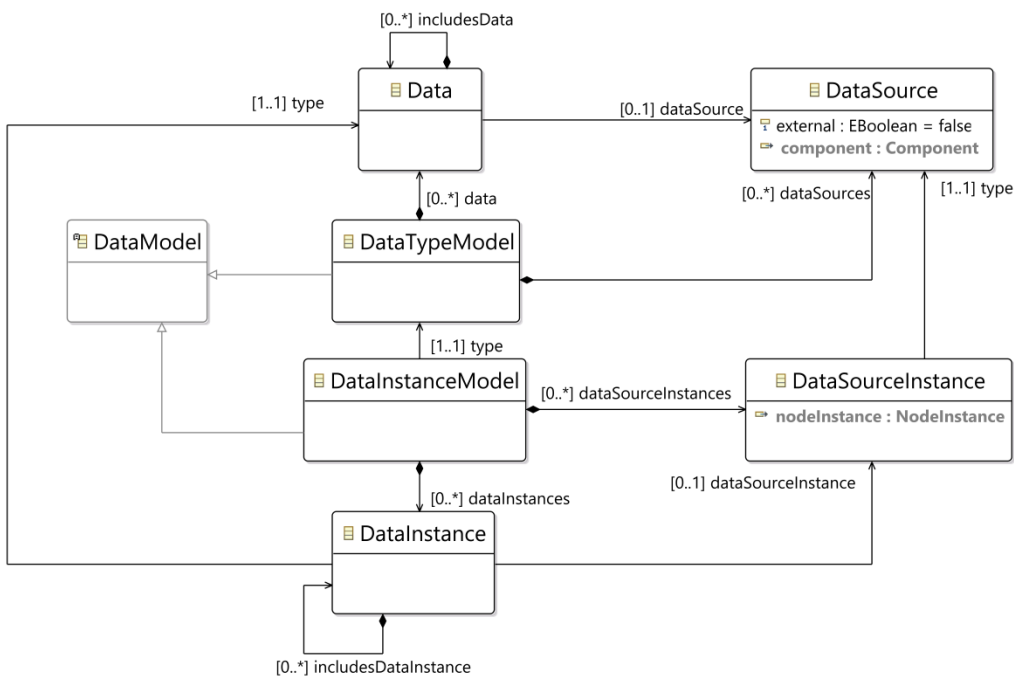 [0..*] includesData
Data
DataSource
[1..1] type
[0..1] dataSource
external : EBoolean = false
component : Component
[0..*] data
[0..*] dataSources
[1..1] type
DataModel
DataTypeModel
[1..1] type
DataInstanceModel
[0..*] dataSourceInstances
DataSourceInstance
nodeInstance : NodeInstance
[0..*] dataInstances
[0..1] dataSourceInstance
DataInstance
[0..*] includesDataInstance